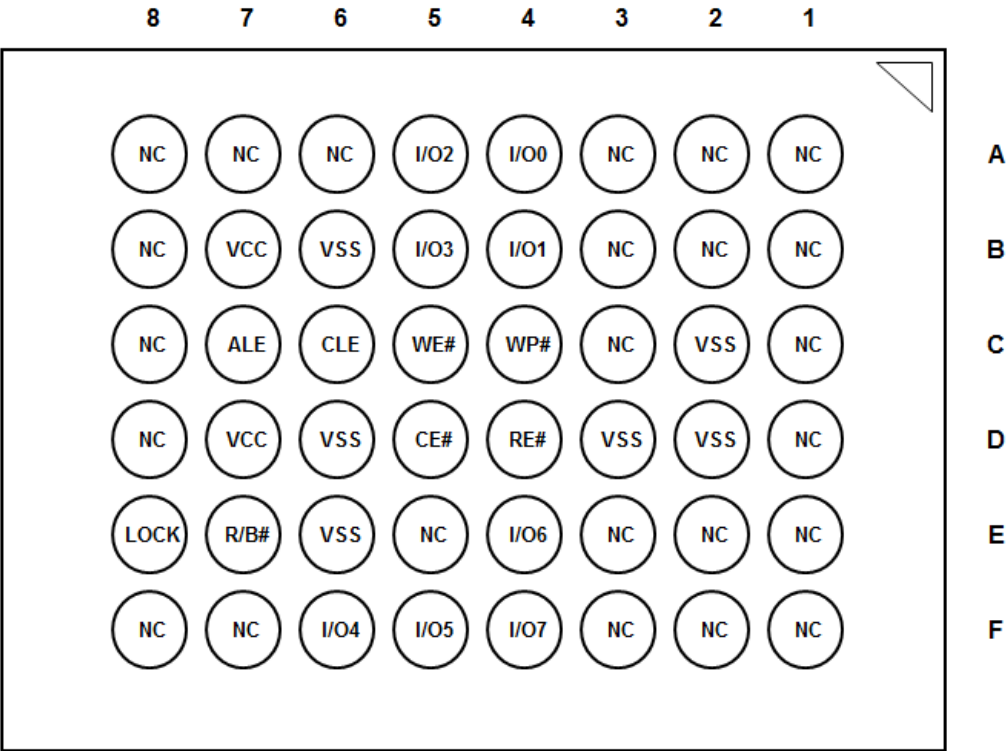 8 7 6 5 4 3 2 1
NC NC NC I/O2 I/O0 NC NC NC A
NC VCC VSS I/O3 I/O1 NC NC NC B
NC ALE CLE WE# WP# NC VSS NC C
NC VCC VSS CE# RE# VSS VSS NC D
LOCK R/B# VSS NC I/O6 NC NC NC E
NC NC I/O4 I/O5 I/O7 NC NC NC F